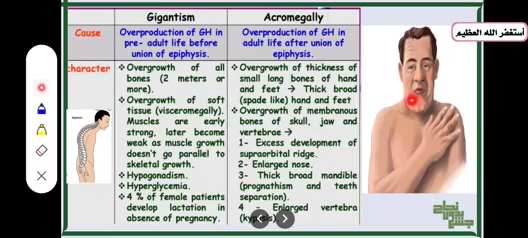 Gigantism
Acromegally
أستغفر الله العظيم
Cause
Overproduction of GH in
pre- adult life before
union of epiphysis.
Overproduction of GH in
adult life after union of
epiphysis.
character
❖ Overgrowth of all
bones (2 meters or
more).
❖ Overgrowth of soft
tissue (visceromegally).
Muscles are early
strong, later become
weak as muscle growth
doesn't go parallel to
skeletal growth.
❖ Hypogonadism.
❖ Hyperglycemia.
❖ 4 % of female patients
develop lactation in
absence of pregnancy.
❖ Overgrowth of thickness of
small long bones of hand
and feet → Thick broad
(spade like) hand and feet
❖ Overgrowth of membranous
bones of skull, jaw and
vertebrae →
1- Excess development of
supraorbital ridge.
2- Enlarged nose.
3- Thick broad mandible
(prognathism and teeth
separation).
4 - Enlarged vertebra